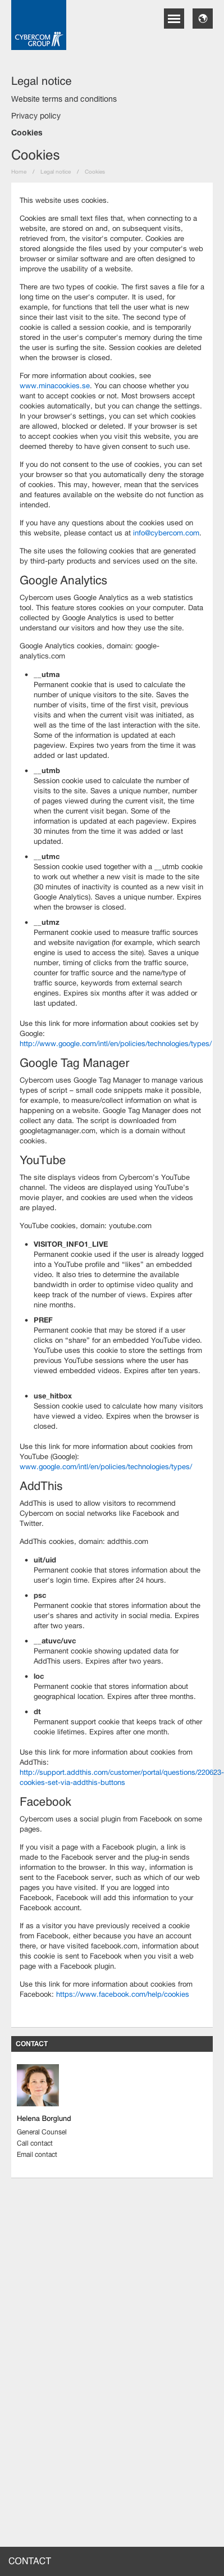 CYBERCOM
GROUP
Legal notice
Website terms and conditions
Privacy policy
Cookies
Cookies
Home / Legal notice / Cookies
This website uses cookies.
Cookies are small text files that, when connecting to a
website, are stored on and, on subsequent visits,
retrieved from, the visitor's computer. Cookies are
stored alongside the files used by your computer's web
browser or similar software and are often designed to
improve the usability of a website.
There are two types of cookie. The first saves a file for a
long time on the user's computer. It is used, for
example, for functions that tell the user what is new
since their last visit to the site. The second type of
cookie is called a session cookie, and is temporarily
stored in the user's computer's memory during the time
the user is surfing the site. Session cookies are deleted
when the browser is closed.
For more information about cookies, see
www.minacookies.se. You can choose whether you
want to accept cookies or not. Most browsers accept
cookies automatically, but you can change the settings.
In your browser's settings, you can set which cookies
are allowed, blocked or deleted. If your browser is set
to accept cookies when you visit this website, you are
deemed thereby to have given consent to such use.
If you do not consent to the use of cookies, you can set
your browser so that you automatically deny the storage
of cookies. This may, however, mean that the services
and features available on the website do not function as
intended.
If you have any questions about the cookies used on
this website, please contact us at info@cybercom.com.
The site uses the following cookies that are generated
by third-party products and services used on the site.
Google Analytics
Cybercom uses Google Analytics as a web statistics
tool. This feature stores cookies on your computer. Data
collected by Google Analytics is used to better
understand our visitors and how they use the site.
Google Analytics cookies, domain: google-
analytics.com
• __utma
Permanent cookie that is used to calculate the
number of unique visitors to the site. Saves the
number of visits, time of the first visit, previous
visits and when the current visit was initiated, as
well as the time of the last interaction with the site.
Some of the information is updated at each
pageview. Expires two years from the time it was
added or last updated.
• __utmb
Session cookie used to calculate the number of
visits to the site. Saves a unique number, number
of pages viewed during the current visit, the time
when the current visit began. Some of the
information is updated at each pageview. Expires
30 minutes from the time it was added or last
updated.
• __utmc
Session cookie used together with a __utmb cookie
to work out whether a new visit is made to the site
(30 minutes of inactivity is counted as a new visit in
Google Analytics). Saves a unique number. Expires
when the browser is closed.
• __utmz
Permanent cookie used to measure traffic sources
and website navigation (for example, which search
engine is used to access the site). Saves a unique
number, timing of clicks from the traffic source,
counter for traffic source and the name/type of
traffic source, keywords from external search
engines. Expires six months after it was added or
last updated.
Use this link for more information about cookies set by
Google:
http://www.google.com/intl/en/policies/technologies/types/
Google Tag Manager
Cybercom uses Google Tag Manager to manage various
types of script – small code snippets that make it possible,
for example, to measure/collect information on what is
happening on a website. Google Tag Manager does not
collect any data. The script is downloaded from
googletagmanager.com, which is a domain without
cookies.
YouTube
The site displays videos from Cybercom's YouTube
channel. The videos are displayed using YouTube's
movie player, and cookies are used when the videos
are played.
YouTube cookies, domain: youtube.com
• VISITOR_INFO1_LIVE
Permanent cookie used if the user is already logged
into a YouTube profile and “likes” an embedded
video. It also tries to determine the available
bandwidth in order to optimise video quality and
keep track of the number of views. Expires after
nine months.
• PREF
Permanent cookie that may be stored if a user
clicks on “share” for an embedded YouTube video.
YouTube uses this cookie to store the settings from
previous YouTube sessions where the user has
viewed embedded videos. Expires after ten years.
• use_hitbox
Session cookie used to calculate how many visitors
have viewed a video. Expires when the browser is
closed.
Use this link for more information about cookies from
YouTube (Google):
www.google.com/intl/en/policies/technologies/types/
AddThis
AddThis is used to allow visitors to recommend
Cybercom on social networks like Facebook and
Twitter.
AddThis cookies, domain: addthis.com
• uit/uid
Permanent cookie that stores information about the
user's login time. Expires after 24 hours.
• psc
Permanent cookie that stores information about the
user's shares and activity in social media. Expires
after two years.
• __atuvc/uvc
Permanent cookie showing updated data for
AddThis users. Expires after two years.
• loc
Permanent cookie that stores information about
geographical location. Expires after three months.
• dt
Permanent support cookie that keeps track of other
cookie lifetimes. Expires after one month.
Use this link for more information about cookies from
AddThis:
http://support.addthis.com/customer/portal/questions/220623-
cookies-set-via-addthis-buttons
Facebook
Cybercom uses a social plugin from Facebook on some
pages.
If you visit a page with a Facebook plugin, a link is
made to the Facebook server and the plug-in sends
information to the browser. In this way, information is
sent to the Facebook server, such as which of our web
pages you have visited. If you are logged into
Facebook, Facebook will add this information to your
Facebook account.
If as a visitor you have previously received a cookie
from Facebook, either because you have an account
there, or have visited facebook.com, information about
this cookie is sent to Facebook when you visit a web
page with a Facebook plugin.
Use this link for more information about cookies from
Facebook: https://www.facebook.com/help/cookies
CONTACT
Helena Borglund
General Counsel
Call contact
Email contact
CONTACT